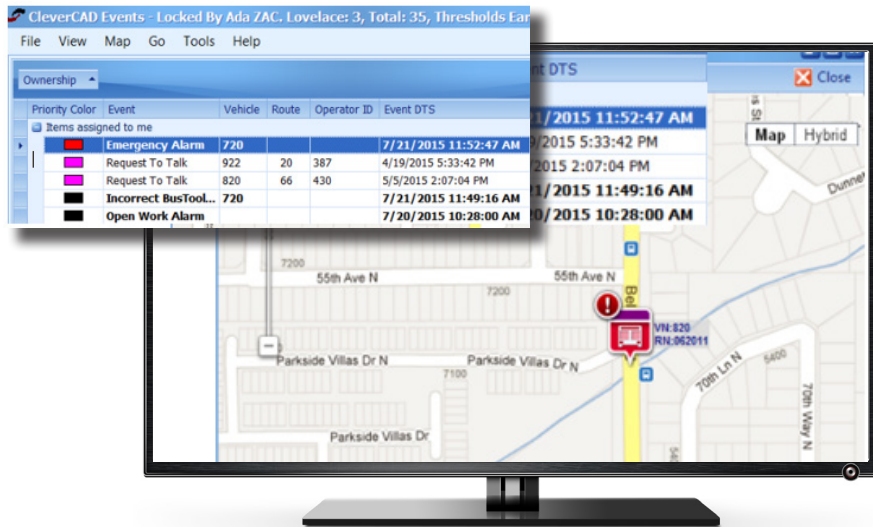 CleverCAD Events - Locked By Ada ZAC. Lovelace: 3, Total: 35, Thresholds Ear
File View Map Go Tools Help
Ownership
Priority Color Event Vehicle Route Operator ID Event DTS
Items assigned to me
Emergency Alarm 720 7/21/2015 11:52:47 AM
Request To Talk 922 20 387 4/19/2015 5:33:42 PM
Request To Talk 820 66 430 5/5/2015 2:07:04 PM
Incorrect BusTool... 720 7/21/2015 11:49:16 AM
Open Work Alarm 7/20/2015 10:28:00 AM
nt DTS
Close
1/2015 11:52:47 AM
9/2015 5:33:42 PM
2015 2:07:04 PM
1/2015 11:49:16 AM
0/2015 10:28:00 AM
Map Hybrid
Dunne
7200
55th Ave N
55th Ave N
7200
Bel
VN:820
RN:062011
Parkside Villas Dr N
Parkside Villas Dr N
7100
70th Ln N
5400
70th Way N
Parkside Villas Dr